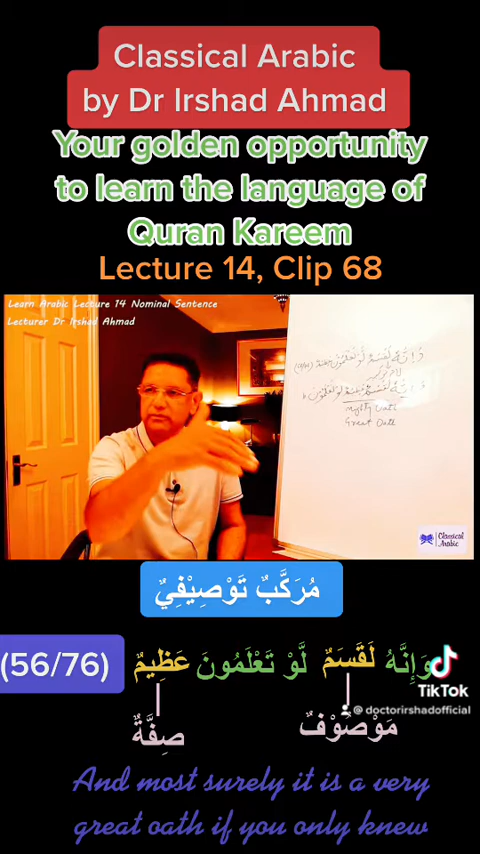 Classical Arabic
by Dr Irshad Ahmad
Your golden opportunity
to learn the language of
Quran Kareem
Lecture 14, Clip 68
Learn Arabic Lecture 14 Nominal Sentence
Lecturer Dr Irshad Ahmad
Mighty Oath
Great Oath
Classical
Arabic
مُرَكَّبٌ تَوْصِيْفِيٌ
وَإِنَّهُ لَقَسَمٌ لَّوْ تَعْلَمُونَ عَظِيمٌ (56/76)
TikTok
@ doctorirshadofficial
مَوْصُوْفٌ صِفَّةٌ
And most surely it is a very
great oath if you only knew